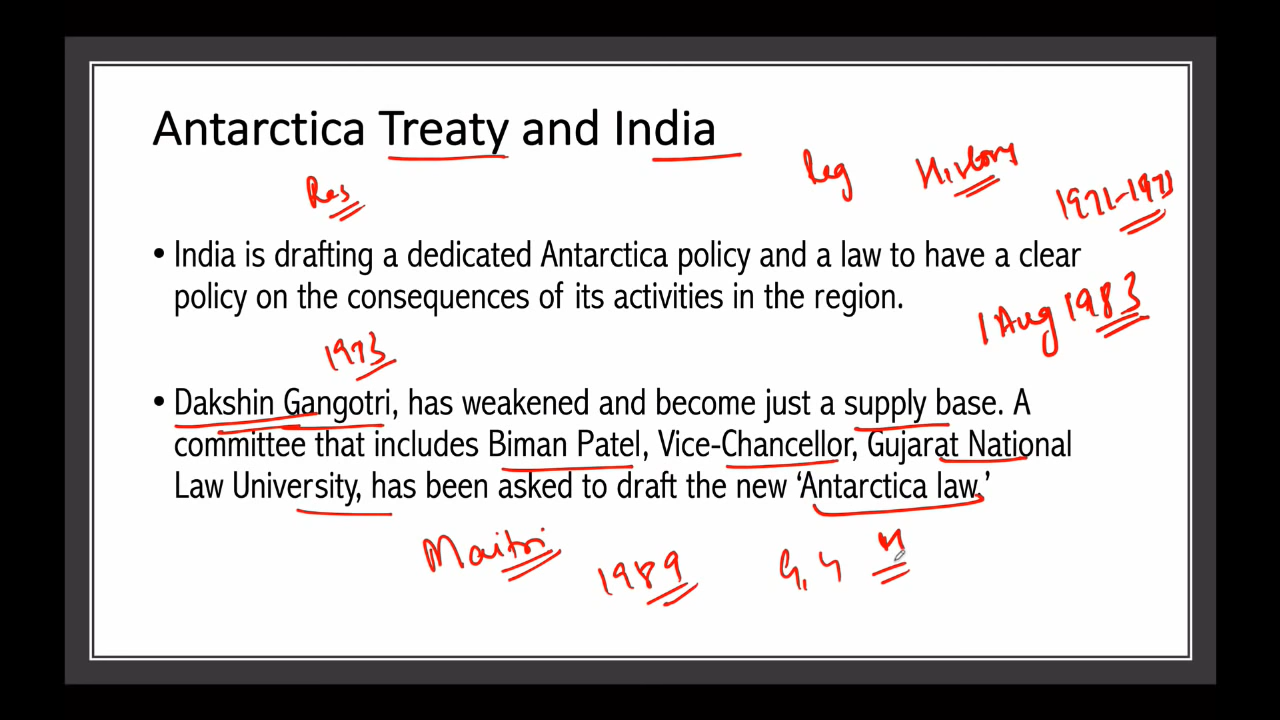 Antarctica Treaty and India
Reg History
Res 1971-1973
• India is drafting a dedicated Antarctica policy and a law to have a clear
policy on the consequences of its activities in the region.
1 Aug 1983
1973
• Dakshin Gangotri, has weakened and become just a supply base. A
committee that includes Biman Patel, Vice-Chancellor, Gujarat National
Law University, has been asked to draft the new ‘Antarctica law.’
Maitri 1989